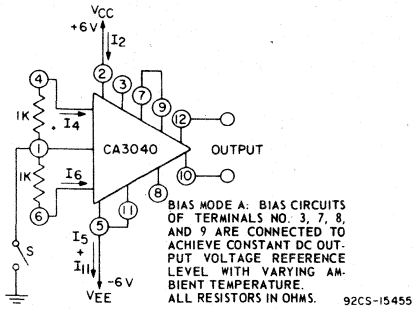 VCC
+6V
I2
4
2
3
7
9
1K
I4
12
1
CA3040
OUTPUT
1K
I6
10
6
8
11
5
S
I5
+
I11
-6V
VEE
BIAS MODE A: BIAS CIRCUITS
OF TERMINALS NO. 3, 7, 8,
AND 9 ARE CONNECTED TO
ACHIEVE CONSTANT DC OUT-
PUT VOLTAGE REFERENCE
LEVEL WITH VARYING AM-
BIENT TEMPERATURE.
ALL RESISTORS IN OHMS.
92CS-15455